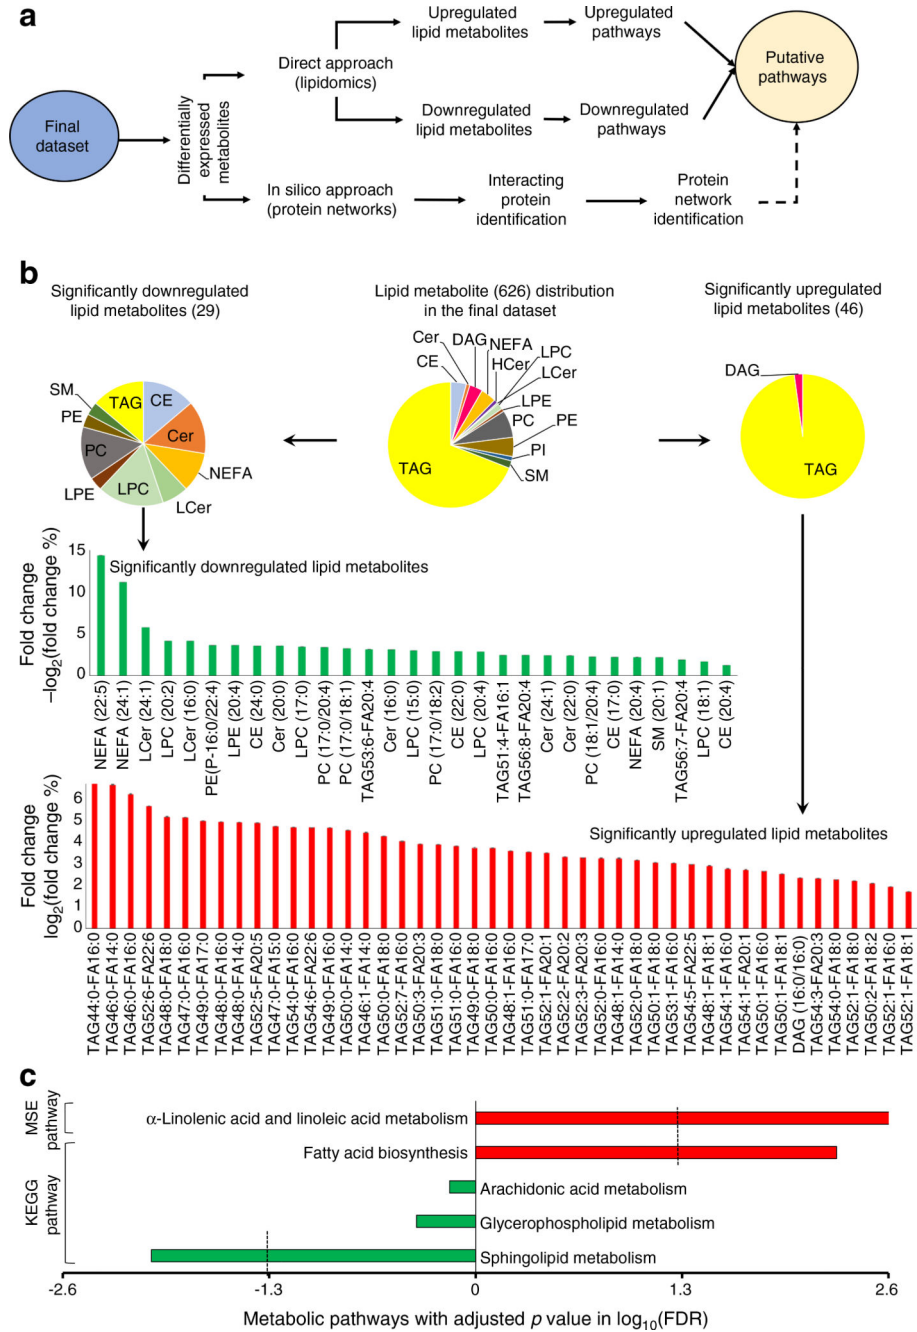 a
Final
dataset
Differentially
expressed
metabolites
Direct approach
(lipidomics)
Upregulated
lipid metabolites
Upregulated
pathways
Downregulated
lipid metabolites
Downregulated
pathways
Putative
pathways
In silico approach
(protein networks)
Interacting
protein
identification
Protein
network
identification
b
Significantly downregulated
lipid metabolites (29)
Lipid metabolite (626) distribution
in the final dataset
Significantly upregulated
lipid metabolites (46)
SM
TAG
CE
PE
Cer
PC
NEFA
LPE
LPC
LCer
Cer
DAG
NEFA
LPC
CE
HCer
LCer
LPE
PC
PE
PI
SM
TAG
DAG
TAG
Significantly downregulated lipid metabolites
Fold change
–log2(fold change %)
15
10
5
0
NEFA (22:5)
NEFA (24:1)
LCer (24:1)
LPC (20:2)
LCer (16:0)
PE(P-16:0/22:4)
LPE (20:4)
CE (24:0)
Cer (20:0)
LPC (17:0)
PC (17:0/20:4)
PC (17:0/18:1)
TAG53:6-FA20:4
Cer (16:0)
LPC (15:0)
PC (17:0/18:2)
CE (22:0)
LPC (20:4)
TAG51:4-FA16:1
TAG56:8-FA20:4
Cer (24:1)
Cer (22:0)
PC (18:1/20:4)
CE (17:0)
NEFA (20:4)
SM (20:1)
TAG56:7-FA20:4
LPC (18:1)
CE (20:4)
Significantly upregulated lipid metabolites
Fold change
log2(fold change %)
6
5
4
3
2
1
0
TAG44:0-FA16:0
TAG46:0-FA14:0
TAG46:0-FA16:0
TAG52:6-FA22:6
TAG48:0-FA18:0
TAG47:0-FA16:0
TAG49:0-FA17:0
TAG48:0-FA16:0
TAG48:0-FA14:0
TAG52:5-FA20:5
TAG47:0-FA15:0
TAG54:0-FA16:0
TAG54:6-FA22:6
TAG49:0-FA16:0
TAG50:0-FA14:0
TAG46:1-FA14:0
TAG50:0-FA18:0
TAG52:7-FA16:0
TAG50:3-FA20:3
TAG51:0-FA18:0
TAG51:0-FA16:0
TAG49:0-FA18:0
TAG50:0-FA16:0
TAG48:1-FA16:0
TAG51:0-FA17:0
TAG52:1-FA20:1
TAG52:2-FA20:2
TAG52:3-FA20:3
TAG52:0-FA16:0
TAG48:1-FA14:0
TAG52:0-FA18:0
TAG50:1-FA18:0
TAG53:1-FA16:0
TAG54:5-FA22:5
TAG48:1-FA18:1
TAG54:1-FA20:1
TAG50:1-FA16:0
TAG50:1-FA18:1
DAG (16:0/16:0)
TAG54:3-FA20:3
TAG54:0-FA18:0
TAG52:1-FA18:0
TAG50:2-FA18:2
TAG52:1-FA16:0
TAG52:1-FA18:1
c
MSE
pathway
α-Linolenic acid and linoleic acid metabolism
KEGG
pathway
Fatty acid biosynthesis
Arachidonic acid metabolism
Glycerophospholipid metabolism
Sphingolipid metabolism
-2.6
-1.3
0
1.3
2.6
Metabolic pathways with adjusted p value in log10(FDR)